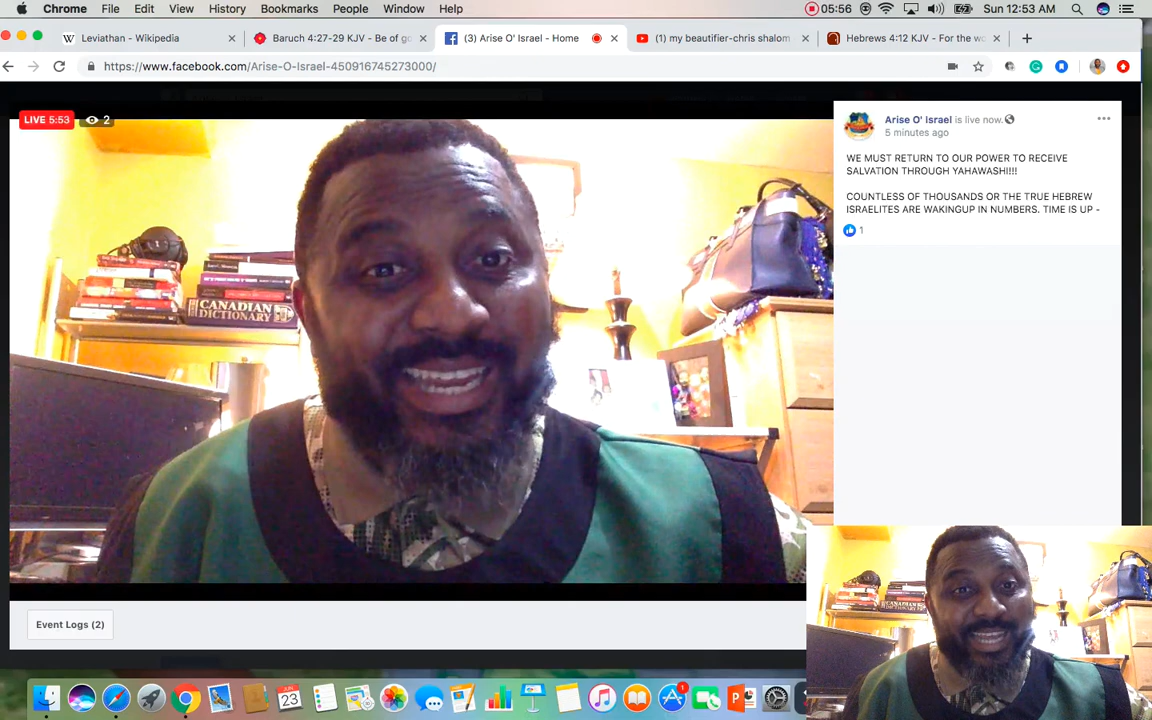 Chrome File Edit View History Bookmarks People Window Help 05:56 Sun 12:53 AM
Leviathan - Wikipedia
Baruch 4:27-29 KJV - Be of go
(3) Arise O' Israel - Home
(1) my beautifier-chris shalom
Hebrews 4:12 KJV - For the wo
https://www.facebook.com/Arise-O-Israel-450916745273000/
LIVE 5:53 2
Arise O' Israel is live now.
5 minutes ago
WE MUST RETURN TO OUR POWER TO RECEIVE
SALVATION THROUGH YAHAWASHI!!!
COUNTLESS OF THOUSANDS OR THE TRUE HEBREW
ISRAELITES ARE WAKINGUP IN NUMBERS. TIME IS UP -
1
CANADIAN
DICTIONARY
Event Logs (2)
CANADIAN
JUN
23
1